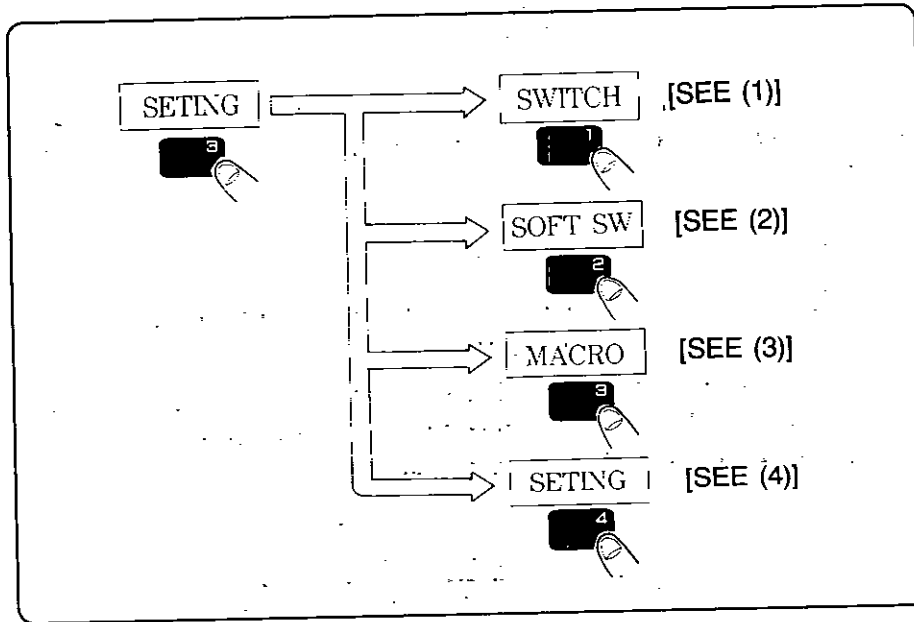 SETING
3
SWITCH [SEE (1)]
1
SOFT SW [SEE (2)]
2
MACRO [SEE (3)]
3
SETING [SEE (4)]
4